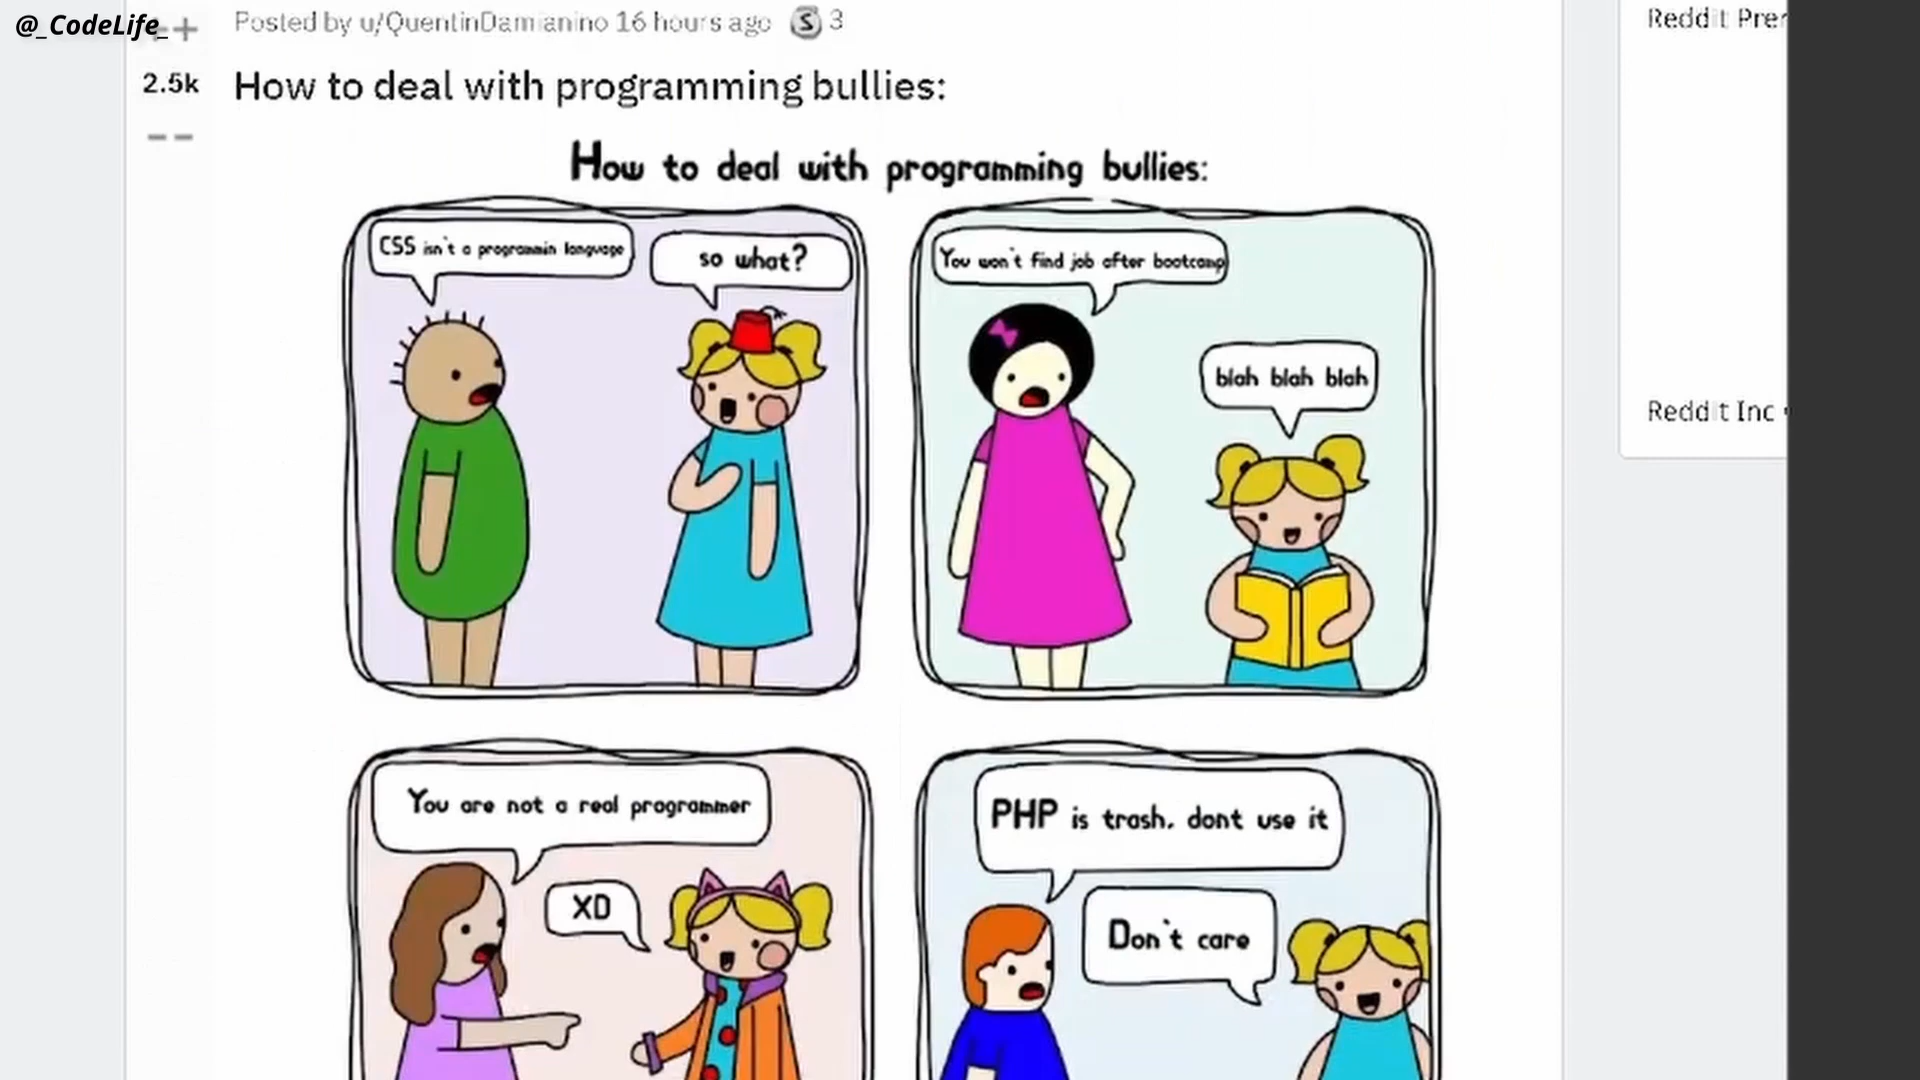 @_CodeLife_
++
Posted by u/QuentinDamianino 16 hours ago S 3
Reddit Prer
2.5k
How to deal with programming bullies:
--
How to deal with programming bullies:
CSS isn't a programmin language
so what?
You won't find job after bootcamp
blah blah blah
Reddit Inc
You are not a real programmer
XD
PHP is trash. dont use it
Don't care